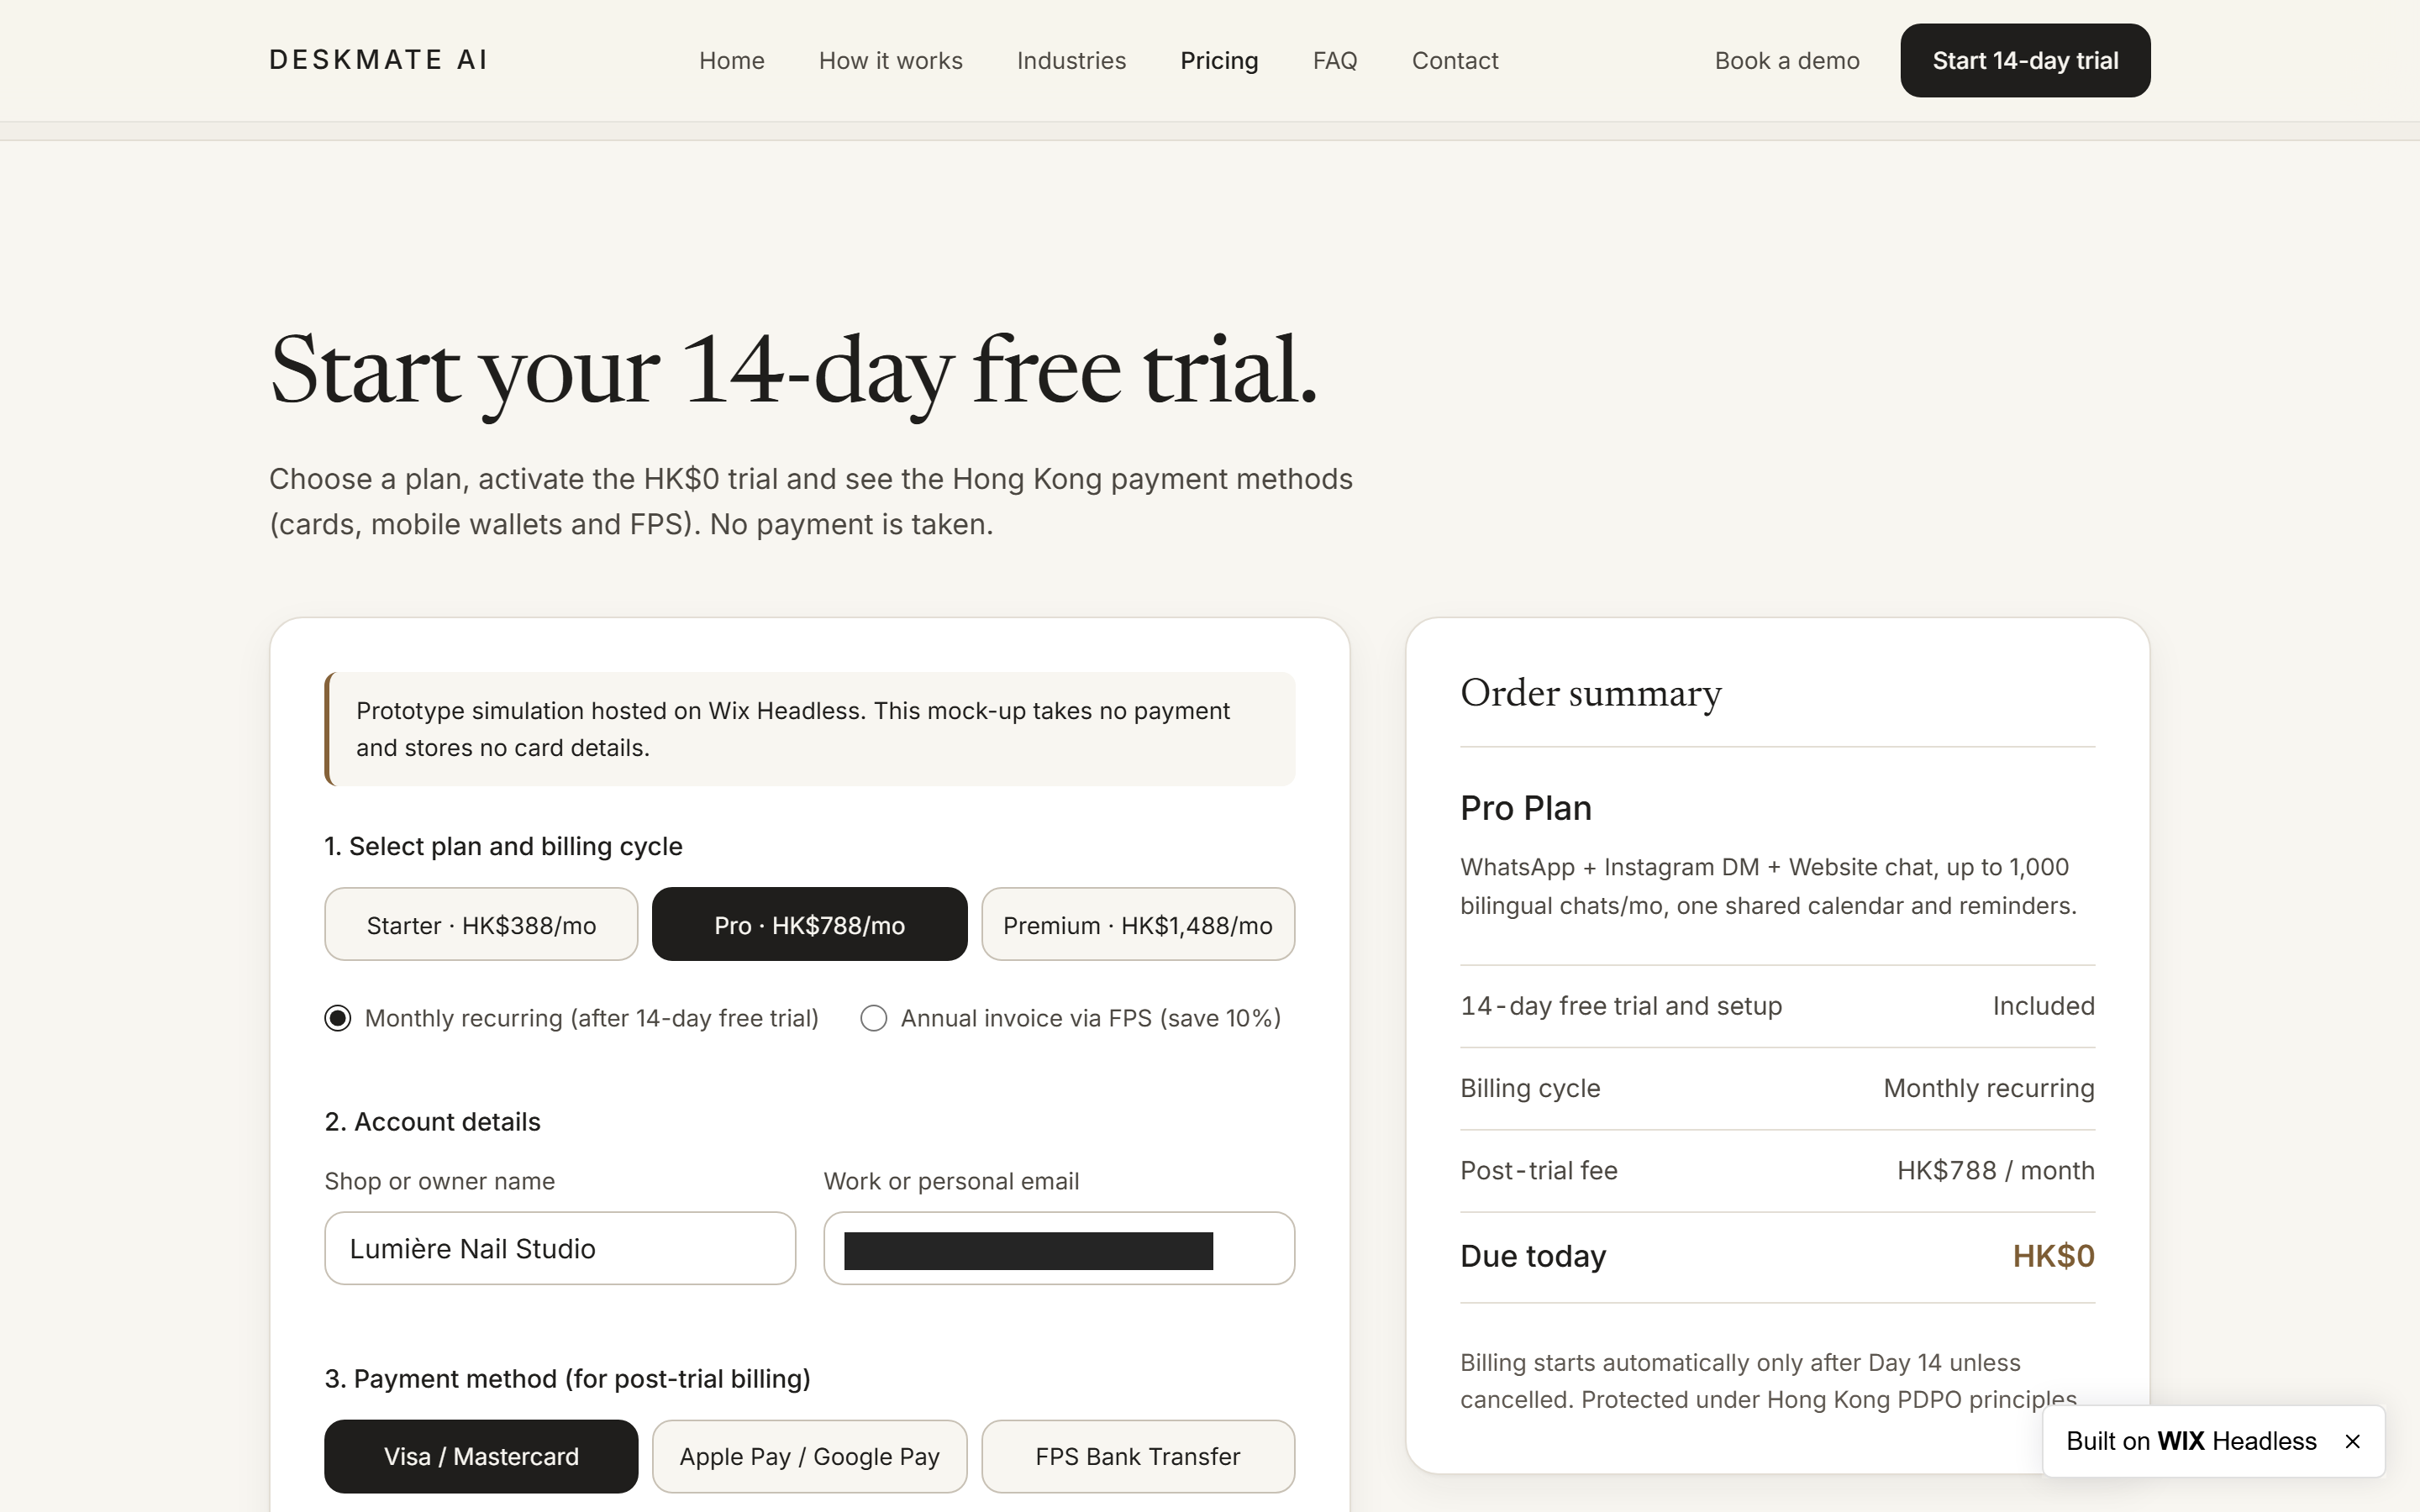 DESKMATE AI
Home
How it works
Industries
Pricing
FAQ
Contact
Book a demo
Start 14-day trial
Start your 14-day free trial.
Choose a plan, activate the HK$0 trial and see the Hong Kong payment methods
(cards, mobile wallets and FPS). No payment is taken.
Prototype simulation hosted on Wix Headless. This mock-up takes no payment
and stores no card details.
1. Select plan and billing cycle
Starter · HK$388/mo
Pro · HK$788/mo
Premium · HK$1,488/mo
Monthly recurring (after 14-day free trial)
Annual invoice via FPS (save 10%)
2. Account details
Shop or owner name
Work or personal email
Lumière Nail Studio
3. Payment method (for post-trial billing)
Visa / Mastercard
Apple Pay / Google Pay
FPS Bank Transfer
Order summary
Pro Plan
WhatsApp + Instagram DM + Website chat, up to 1,000
bilingual chats/mo, one shared calendar and reminders.
14-day free trial and setup
Included
Billing cycle
Monthly recurring
Post-trial fee
HK$788 / month
Due today
HK$0
Billing starts automatically only after Day 14 unless
cancelled. Protected under Hong Kong PDPO principles
Built on WIX Headless